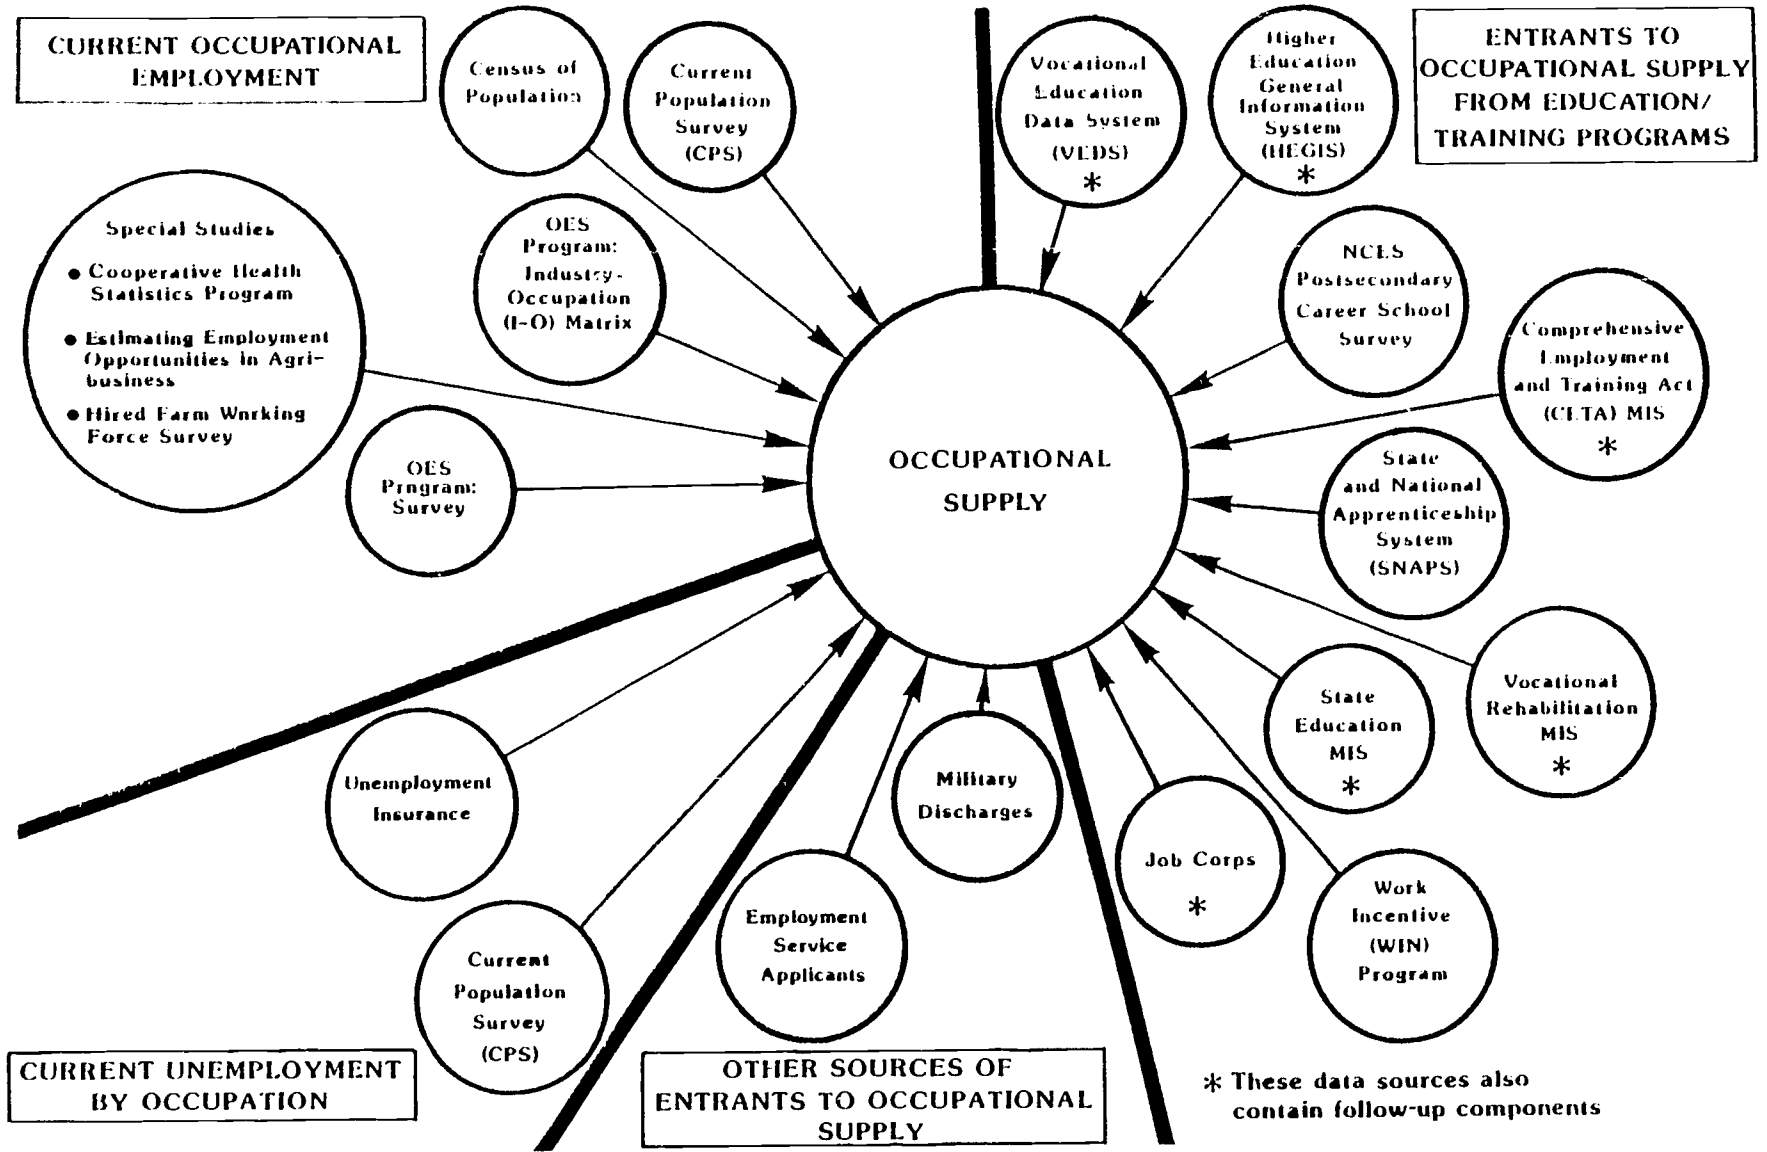 CURRENT OCCUPATIONAL
EMPLOYMENT
Census of
Population
Current
Population
Survey
(CPS)
Special Studies
● Cooperative Health
Statistics Program
● Estimating Employment
Opportunities in Agri-
business
● Hired Farm Working
Force Survey
OES
Program:
Industry-
Occupation
(I-O) Matrix
OES
Program:
Survey
OCCUPATIONAL
SUPPLY
ENTRANTS TO
OCCUPATIONAL SUPPLY
FROM EDUCATION/
TRAINING PROGRAMS
Vocational
Education
Data System
(VEDS)
*
Higher
Education
General
Information
System
(HEGIS)
*
NCES
Postsecondary
Career School
Survey
Comprehensive
Employment
and Training Act
(CETA) MIS
*
State
and National
Apprenticeship
System
(SNAPS)
Vocational
Rehabilitation
MIS
*
State
Education
MIS
*
Work
Incentive
(WIN)
Program
Job Corps
*
Military
Discharges
Employment
Service
Applicants
OTHER SOURCES OF
ENTRANTS TO OCCUPATIONAL
SUPPLY
Unemployment
Insurance
Current
Population
Survey
(CPS)
CURRENT UNEMPLOYMENT
BY OCCUPATION
* These data sources also
contain follow-up components